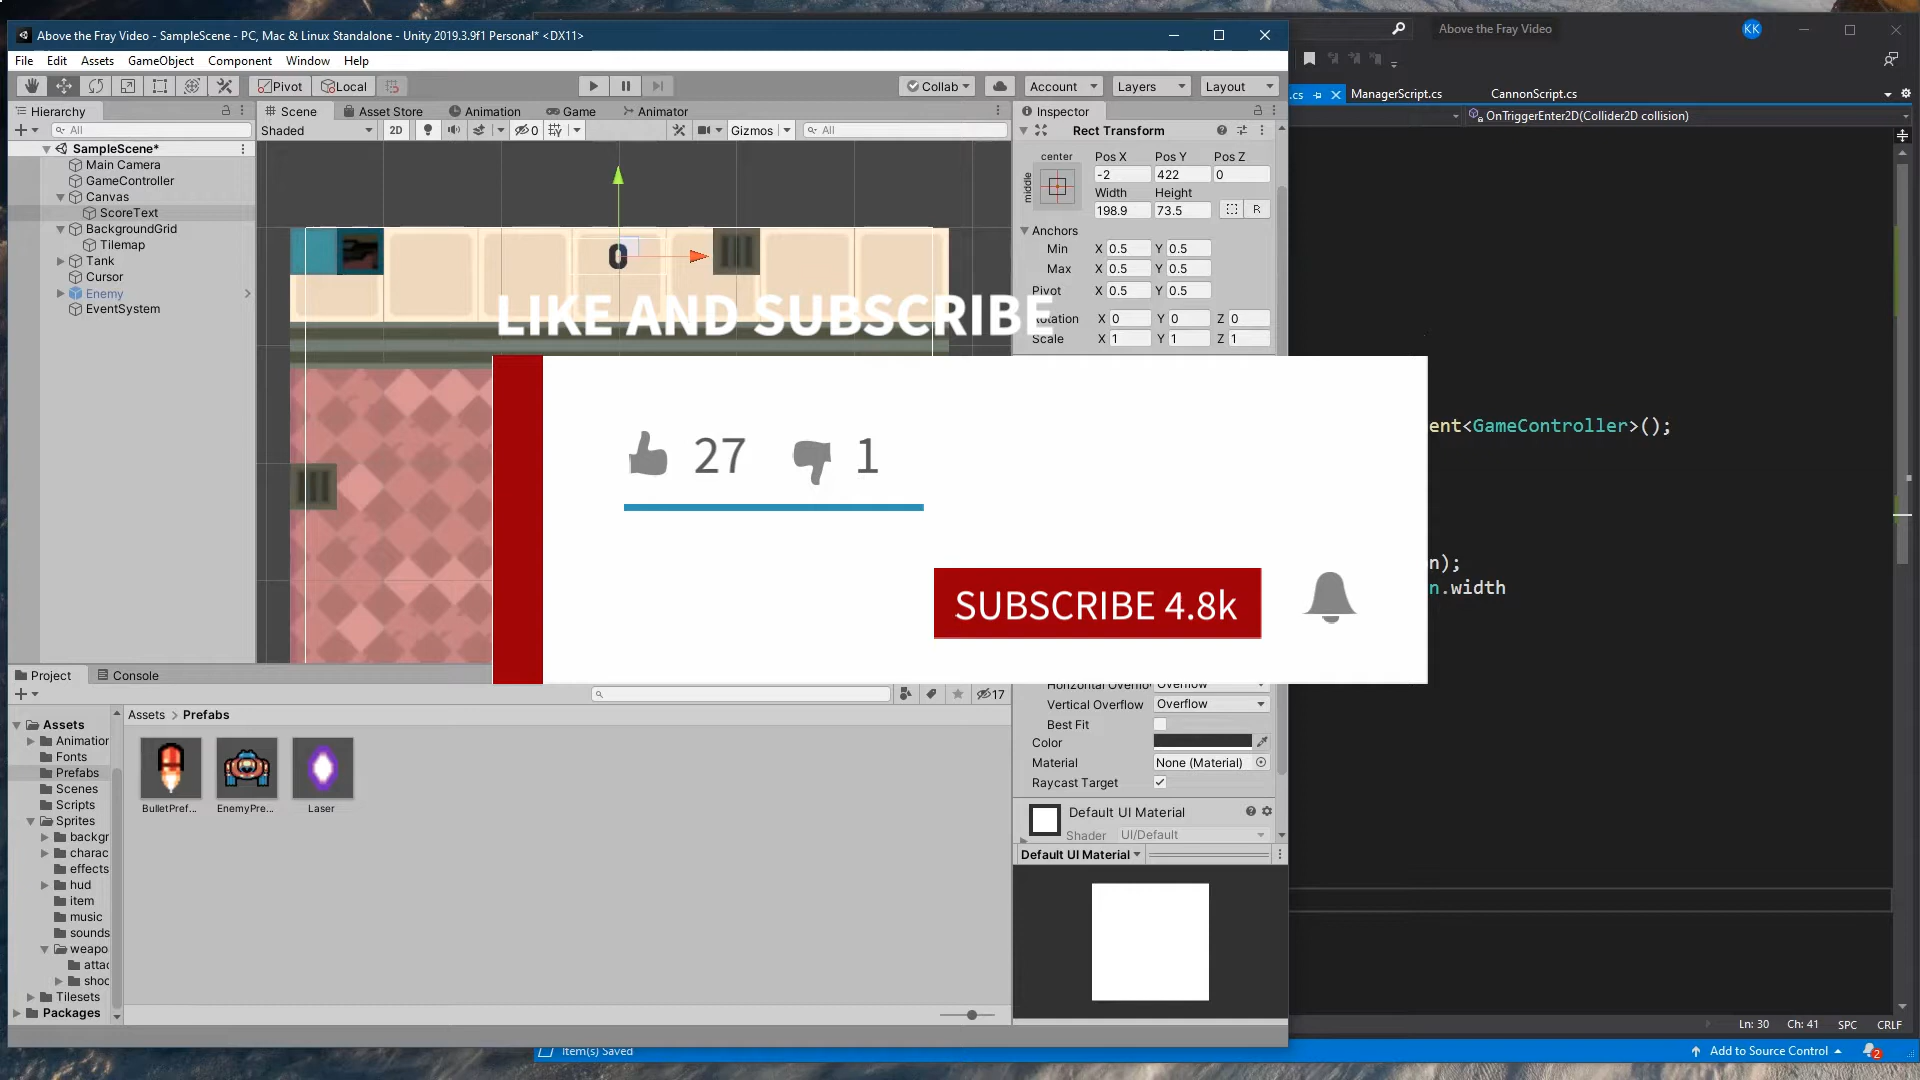 Above the Fray Video - SampleScene - PC, Mac & Linux Standalone - Unity 2019.3.9f1 Personal* <DX11>
Above the Fray Video
KK
File Edit Assets GameObject Component Window Help
Pivot Local
Collab Account Layers Layout
.cs ManagerScript.cs CannonScript.cs
OnTriggerEnter2D(Collider2D collision)
Hierarchy
All
SampleScene*
Main Camera
GameController
Canvas
ScoreText
BackgroundGrid
Tilemap
Tank
Cursor
Enemy
EventSystem
Scene Asset Store Animation Game Animator
Shaded 2D 0 Gizmos All
0
LIKE AND SUBSCRIBE
27 1
SUBSCRIBE 4.8k
Inspector
Rect Transform
center Pos X Pos Y Pos Z
middle -2 422 0
Width Height
198.9 73.5 R
Anchors
Min X 0.5 Y 0.5
Max X 0.5 Y 0.5
Pivot X 0.5 Y 0.5
otation X 0 Y 0 Z 0
Scale X 1 Y 1 Z 1
Horizontal Overflo Overflow
Vertical Overflow Overflow
Best Fit
Color
Material None (Material)
Raycast Target
Default UI Material
Shader UI/Default
Default UI Material
ent<GameController>();
n);
n.width
Project Console
17
Assets
Animation
Fonts
Prefabs
Scenes
Scripts
Sprites
backgr
charac
effects
hud
item
music
sounds
weapo
attac
shoo
Tilesets
Packages
Assets > Prefabs
BulletPref... EnemyPre... Laser
Ln: 30 Ch: 41 SPC CRLF
Item(s) Saved
Add to Source Control 2